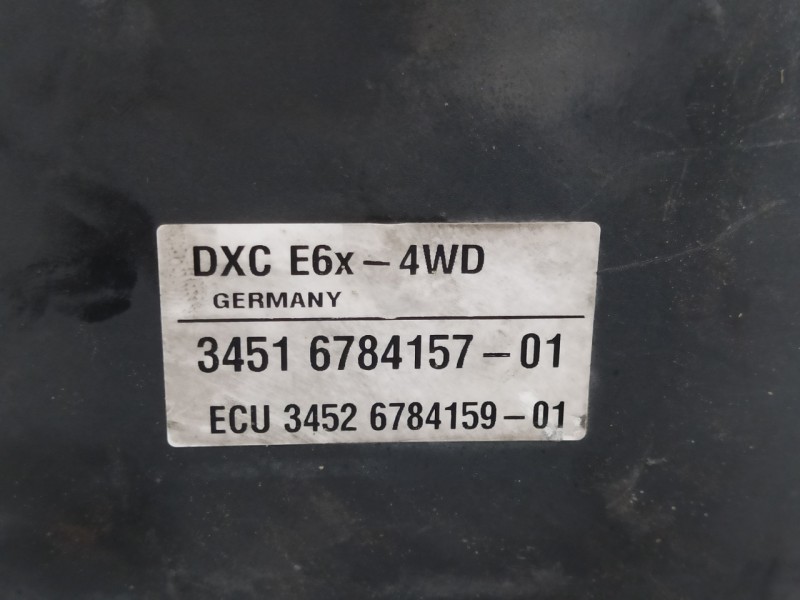 DXC E6x – 4WD
GERMANY
3451 6784157 – 01
ECU 3452 6784159 – 01